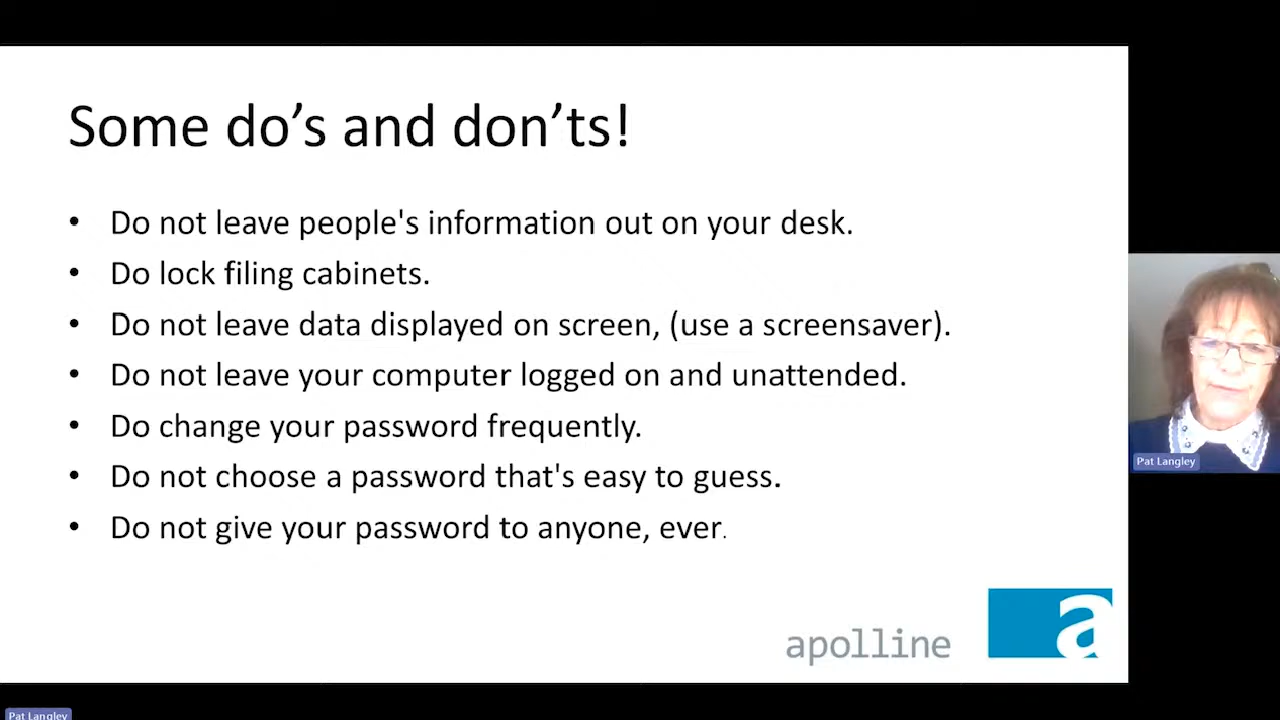 Some do’s and don’ts!
• Do not leave people's information out on your desk.
• Do lock filing cabinets.
• Do not leave data displayed on screen, (use a screensaver).
• Do not leave your computer logged on and unattended.
• Do change your password frequently.
• Do not choose a password that's easy to guess.
• Do not give your password to anyone, ever.
apolline
a
Pat Langley
Pat Langley